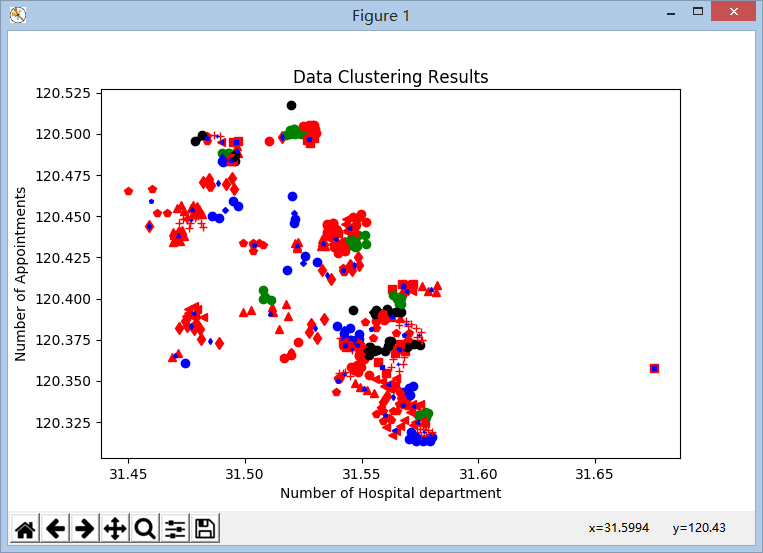 Figure 1
Data Clustering Results
120.525
120.500
120.475
120.450
120.425
120.400
120.375
120.350
120.325
Number of Appointments
31.45 31.50 31.55 31.60 31.65
Number of Hospital department
x=31.5994 y=120.43